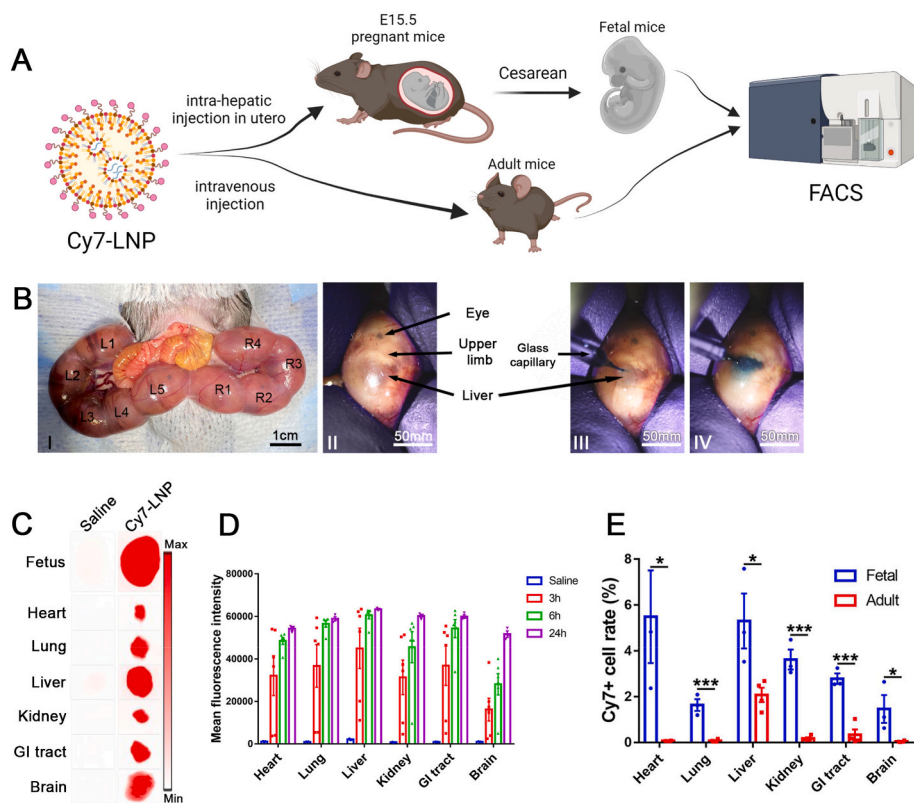 A
E15.5
pregnant mice
Fetal mice
Cesarean
intra-hepatic
injection in utero
intravenous
injection
Adult mice
Cy7-LNP
FACS
B
L1
L2
L3
L4
L5
R1
R2
R3
R4
I
1cm
Eye
Upper
limb
Liver
Glass
capillary
II
50mm
III
50mm
IV
50mm
C
Saline
Cy7-LNP
Max
Fetus
Heart
Lung
Liver
Kidney
GI tract
Brain
Min
D
Mean fluorescence intensity
80000
60000
40000
20000
0
Saline
3h
6h
24h
Heart
Lung
Liver
Kidney
GI tract
Brain
E
Cy7+ cell rate (%)
8
6
4
2
0
Fetal
Adult
*
***
*
***
***
*
Heart
Lung
Liver
Kidney
GI tract
Brain